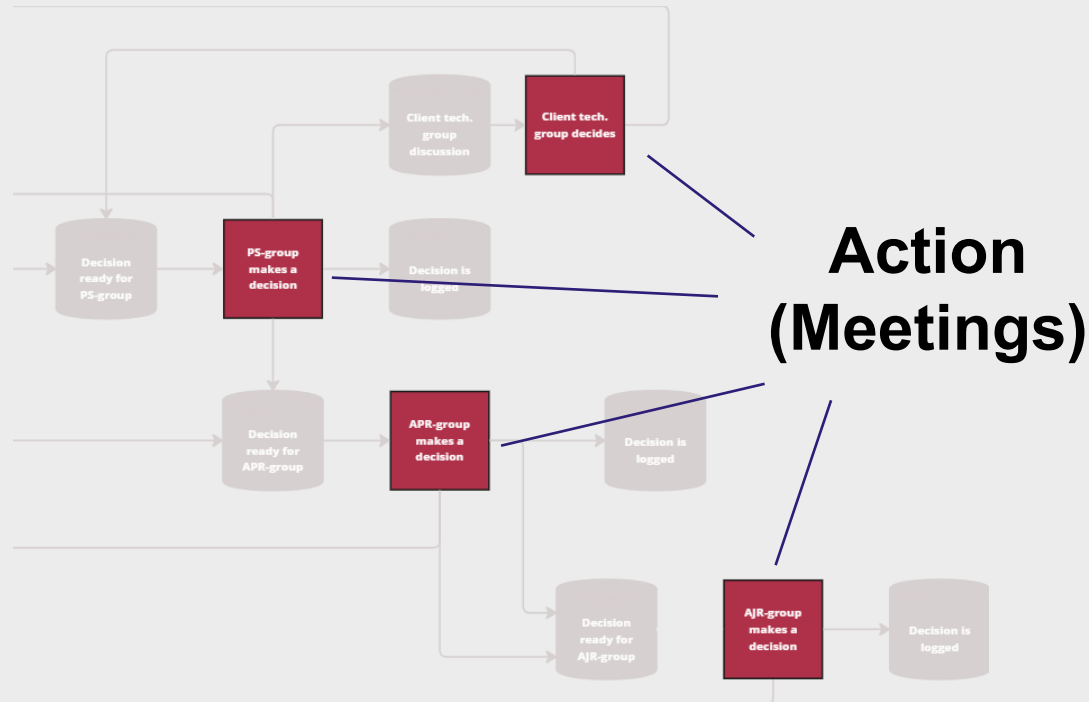 Client tech.
group
discussion
Client tech.
group decides
Action
(Meetings)
Decision
ready for
PS-group
PS-group
makes a
decision
Decision is
logged
Decision
ready for
APR-group
APR-group
makes a
decision
Decision is
logged
Decision
ready for
AJR-group
AJR-group
makes a
decision
Decision is
logged